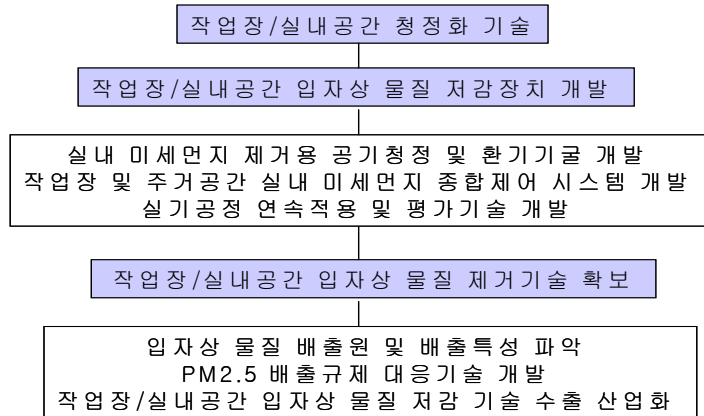 작업장/실내공간 청정화 기술
작업장/실내공간 입자상 물질 저감장치 개발
실내 미세먼지 제거용 공기청정 및 환기기굴 개발
작업장 및 주거공간 실내 미세먼지 종합제어 시스템 개발
실기공정 연속적용 및 평가기술 개발
작업장/실내공간 입자상 물질 제거기술 확보
입자상 물질 배출원 및 배출특성 파악
PM2.5 배출규제 대응기술 개발
작업장/실내공간 입자상 물질 저감 기술 수출 산업화